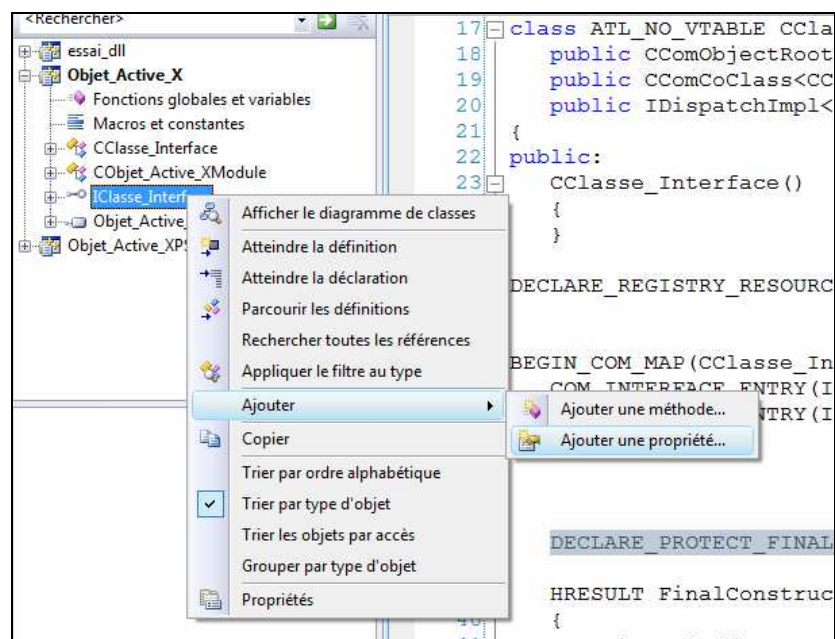 <Rechercher>
essai_dll
Objet_Active_X
Fonctions globales et variables
Macros et constantes
CClasse_Interface
CObjet_Active_XModule
IClasse_Interf
Objet_Active_
Objet_Active_XPS
Afficher le diagramme de classes
Atteindre la définition
Atteindre la déclaration
Parcourir les définitions
Rechercher toutes les références
Appliquer le filtre au type
Ajouter
Copier
Trier par ordre alphabétique
Trier par type d'objet
Trier les objets par accès
Grouper par type d'objet
Propriétés
Ajouter une méthode...
Ajouter une propriété...
17 class ATL_NO_VTABLE CCla
18 public CComObjectRoot
19 public CComCoClass<CC
20 public IDispatchImpl<
21 {
22 public:
23 CClasse_Interface()
{
}
DECLARE_REGISTRY_RESOURC
BEGIN_COM_MAP(CClasse_In
COM_INTERFACE_ENTRY(I
NTRY(I
DECLARE_PROTECT_FINAL
HRESULT FinalConstruc
{